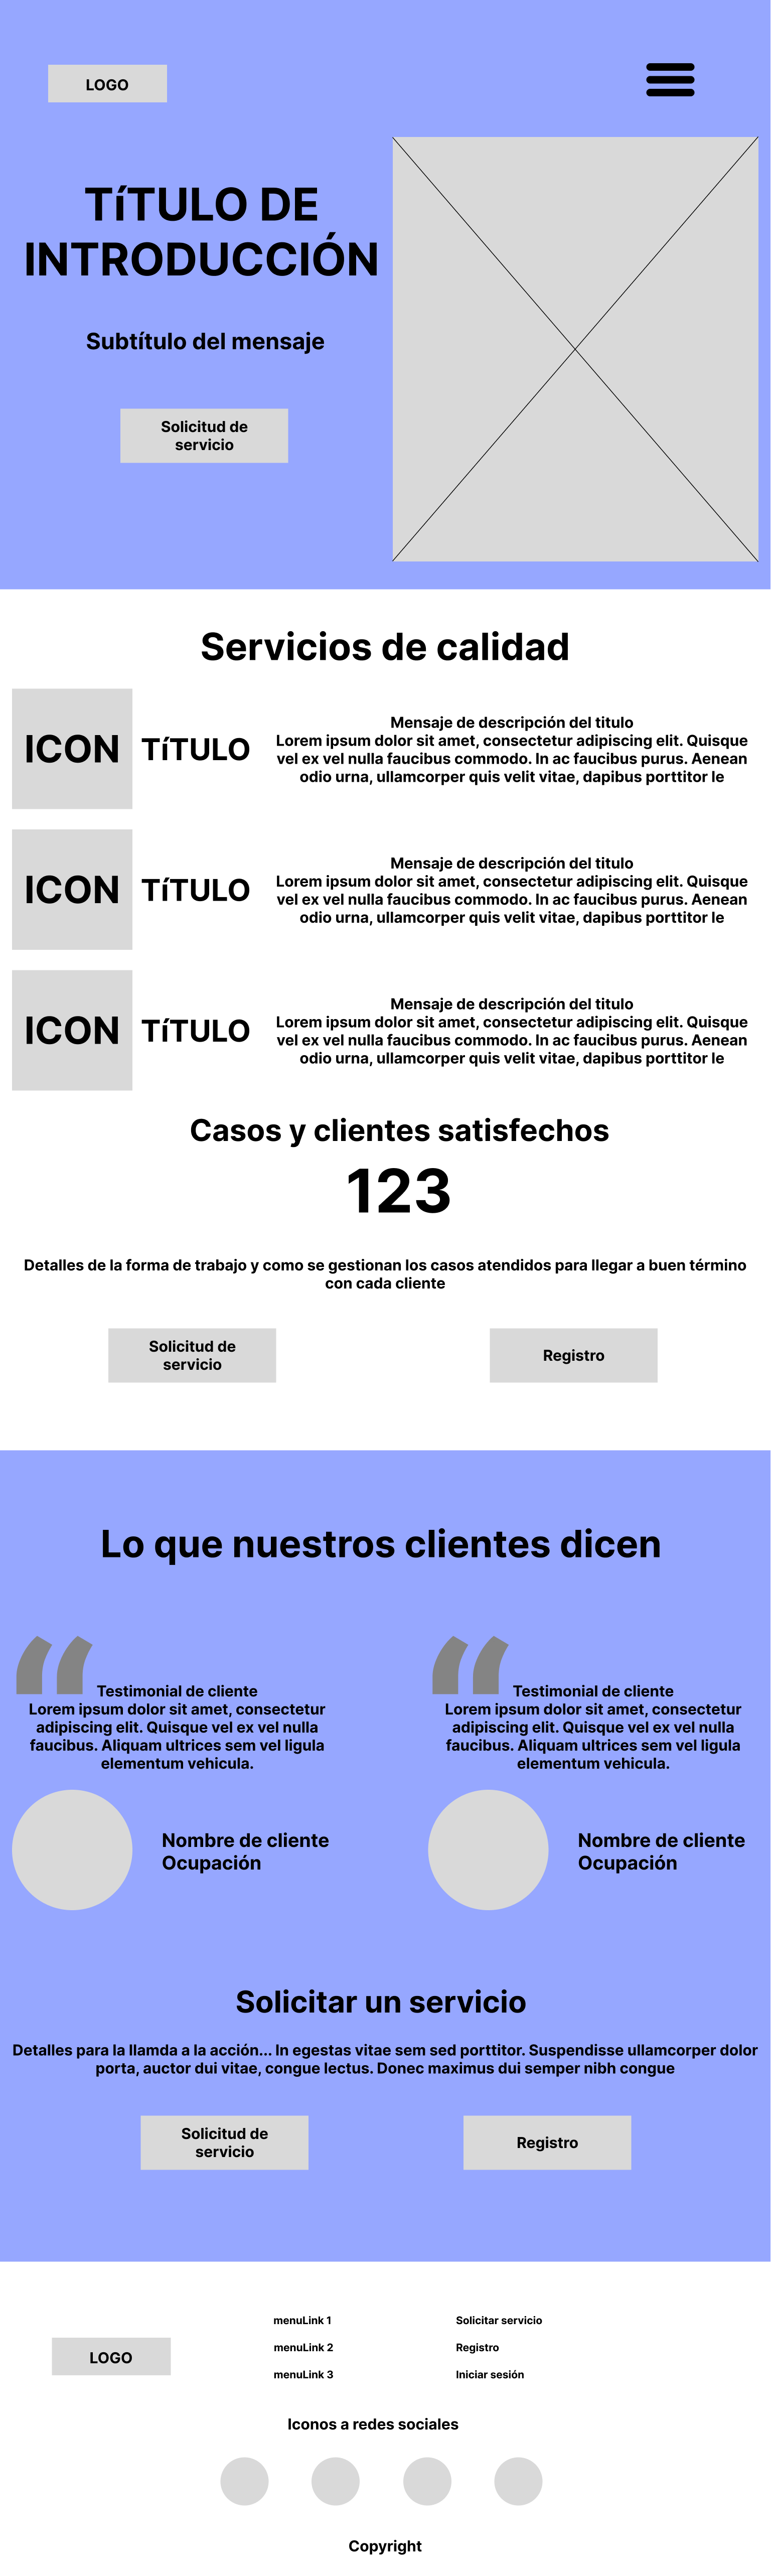 LOGO
TíTULO DE
INTRODUCCIÓN
Subtítulo del mensaje
Solicitud de
servicio
Servicios de calidad
ICON
TíTULO
Mensaje de descripción del titulo
Lorem ipsum dolor sit amet, consectetur adipiscing elit. Quisque
vel ex vel nulla faucibus commodo. In ac faucibus purus. Aenean
odio urna, ullamcorper quis velit vitae, dapibus porttitor le
ICON
TíTULO
Mensaje de descripción del titulo
Lorem ipsum dolor sit amet, consectetur adipiscing elit. Quisque
vel ex vel nulla faucibus commodo. In ac faucibus purus. Aenean
odio urna, ullamcorper quis velit vitae, dapibus porttitor le
ICON
TíTULO
Mensaje de descripción del titulo
Lorem ipsum dolor sit amet, consectetur adipiscing elit. Quisque
vel ex vel nulla faucibus commodo. In ac faucibus purus. Aenean
odio urna, ullamcorper quis velit vitae, dapibus porttitor le
Casos y clientes satisfechos
123
Detalles de la forma de trabajo y como se gestionan los casos atendidos para llegar a buen término
con cada cliente
Solicitud de
servicio
Registro
Lo que nuestros clientes dicen
“
Testimonial de cliente
Lorem ipsum dolor sit amet, consectetur
adipiscing elit. Quisque vel ex vel nulla
faucibus. Aliquam ultrices sem vel ligula
elementum vehicula.
Nombre de cliente
Ocupación
“
Testimonial de cliente
Lorem ipsum dolor sit amet, consectetur
adipiscing elit. Quisque vel ex vel nulla
faucibus. Aliquam ultrices sem vel ligula
elementum vehicula.
Nombre de cliente
Ocupación
Solicitar un servicio
Detalles para la llamda a la acción... In egestas vitae sem sed porttitor. Suspendisse ullamcorper dolor
porta, auctor dui vitae, congue lectus. Donec maximus dui semper nibh congue
Solicitud de
servicio
Registro
LOGO
menuLink 1
menuLink 2
menuLink 3
Solicitar servicio
Registro
Iniciar sesión
Iconos a redes sociales
Copyright